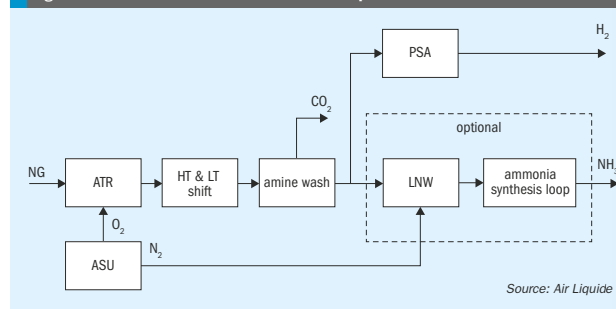 H₂
PSA
CO₂
optional
NG
ATR
HT & LT
shift
amine wash
LNW
ammonia
synthesis loop
NH
O₂
N₂
ASU
Source: Air Liquide